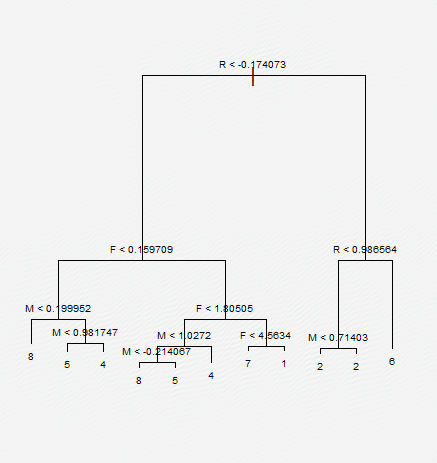 R < -0.174073
F < 0.159709
R < 0.986564
M < 0.199952
F < 1.80505
M < 0.981747
M < 1.0272
F < 4.5634
M < 0.71403
M < -0.214067
8
5
4
8
5
4
7
1
2
2
6